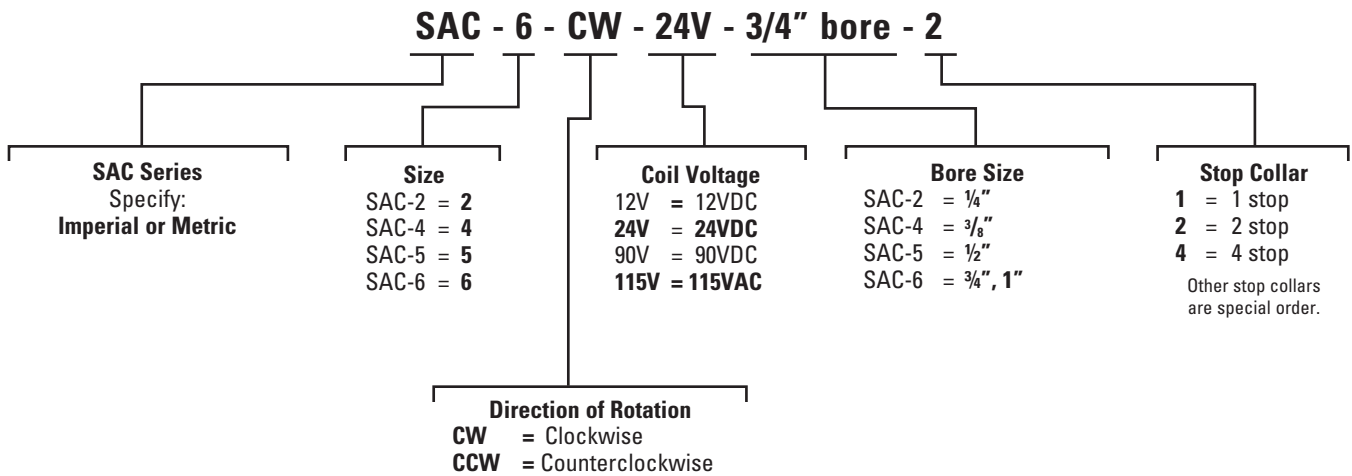 SAC - 6 - CW - 24V - 3/4” bore - 2
SAC Series
Specify:
Imperial or Metric
Size
SAC-2 = 2
SAC-4 = 4
SAC-5 = 5
SAC-6 = 6
Coil Voltage
12V = 12VDC
24V = 24VDC
90V = 90VDC
115V = 115VAC
Bore Size
SAC-2 = ¼”
SAC-4 = ³/₈”
SAC-5 = ½”
SAC-6 = ¾”, 1”
Stop Collar
1 = 1 stop
2 = 2 stop
4 = 4 stop
Other stop collars
are special order.
Direction of Rotation
CW = Clockwise
CCW = Counterclockwise